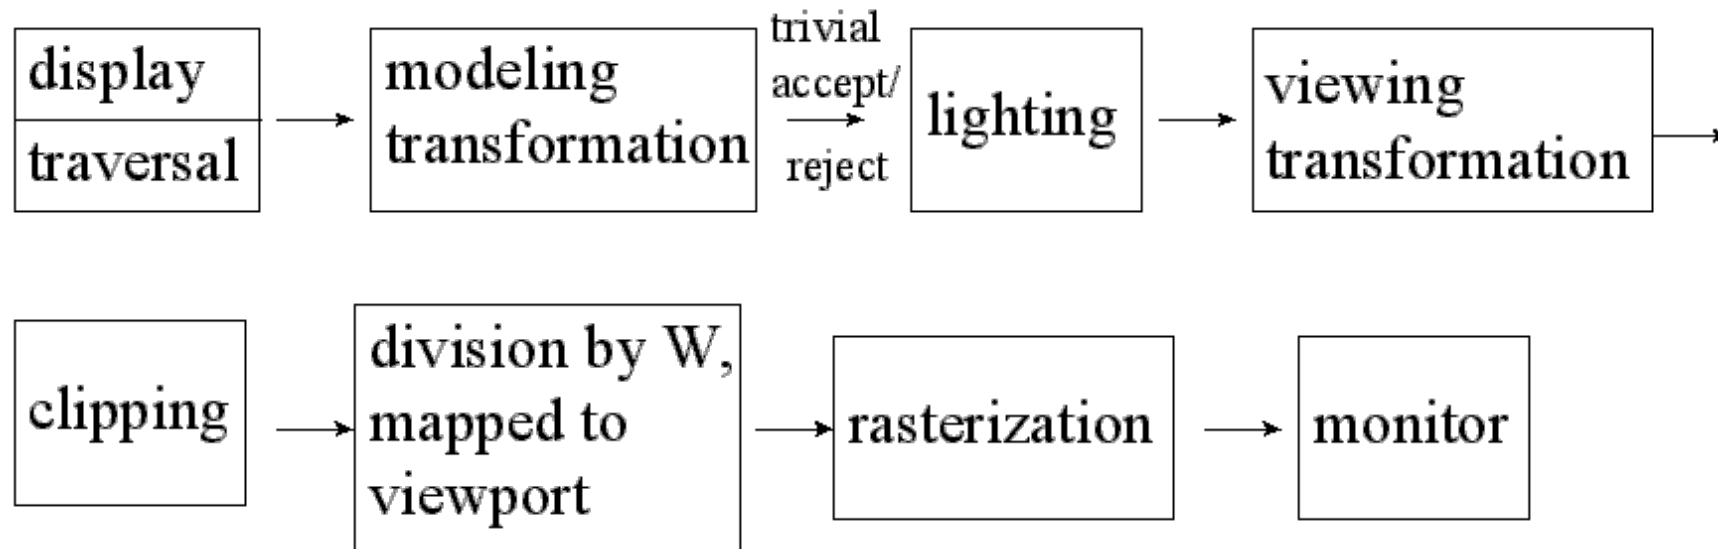 display
traversal
modeling
transformation
trivial
accept/
reject
lighting
viewing
transformation
clipping
division by W,
mapped to
viewport
rasterization
monitor